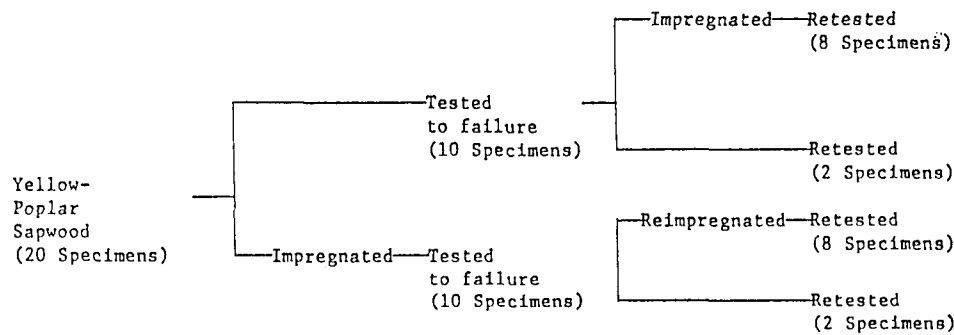 Impregnated
Retested
(8 Specimens)
Tested
to failure
(10 Specimens)
Retested
(2 Specimens)
Yellow-
Poplar
Sapwood
(20 Specimens)
Impregnated
Tested
to failure
(10 Specimens)
Reimpregnated
Retested
(8 Specimens)
Retested
(2 Specimens)